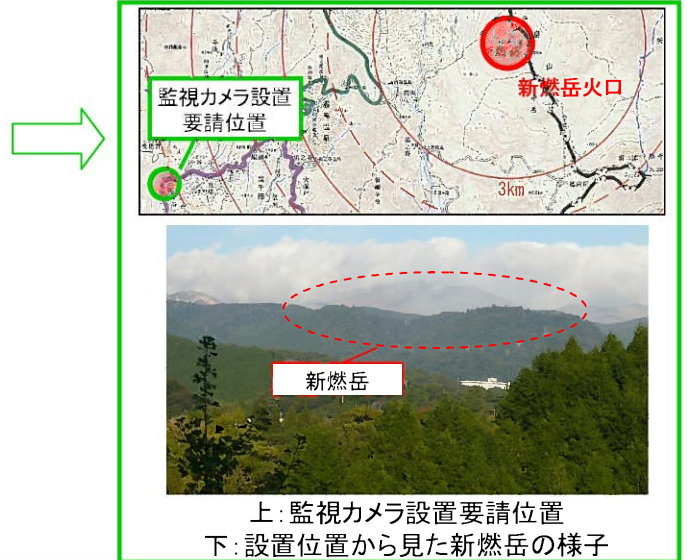 監視カメラ設置
要請位置
新燃岳火口
3km
新燃岳
上：監視カメラ設置要請位置
下：設置位置から見た新燃岳の様子